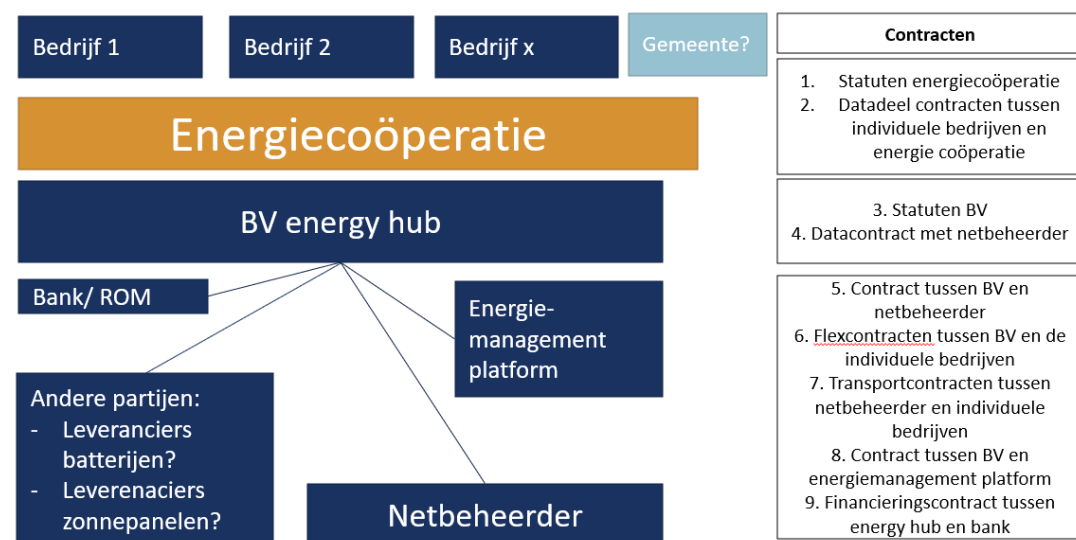 Bedrijf 1
Bedrijf 2
Bedrijf x
Gemeente?
Energiecoöperatie
BV energy hub
Bank/ ROM
Energie-
management
platform
Andere partijen:
- Leveranciers
batterijen?
- Leverenaciers
zonnepanelen?
Netbeheerder
Contracten
1. Statuten energiecoöperatie
2. Datadeel contracten tussen
individuele bedrijven en
energie coöperatie
3. Statuten BV
4. Datacontract met netbeheerder
5. Contract tussen BV en
netbeheerder
6. Flexcontracten tussen BV en de
individuele bedrijven
7. Transportcontracten tussen
netbeheerder en individuele
bedrijven
8. Contract tussen BV en
energiemanagement platform
9. Financieringscontract tussen
energy hub en bank